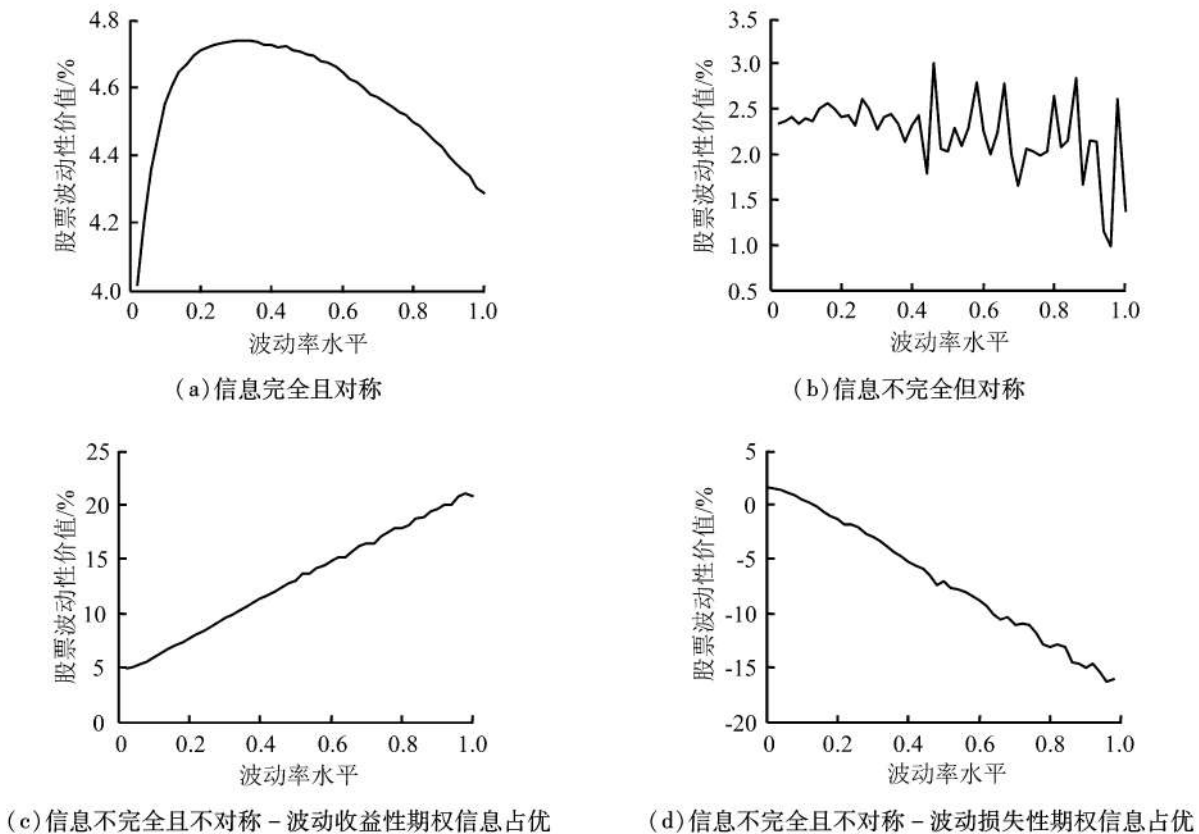 股票波动性价值/%
4.8
4.6
4.4
4.2
4.0
0 0.2 0.4 0.6 0.8 1.0
波动率水平
(a)信息完全且对称
股票波动性价值/%
3.5
3.0
2.5
2.0
1.5
1.0
0.5
0 0.2 0.4 0.6 0.8 1.0
波动率水平
(b)信息不完全但对称
股票波动性价值/%
25
20
15
10
5
0
0 0.2 0.4 0.6 0.8 1.0
波动率水平
(c)信息不完全且不对称-波动收益性期权信息占优
股票波动性价值/%
5
0
-5
-10
-15
-20
0 0.2 0.4 0.6 0.8 1.0
波动率水平
(d)信息不完全且不对称-波动损失性期权信息占优